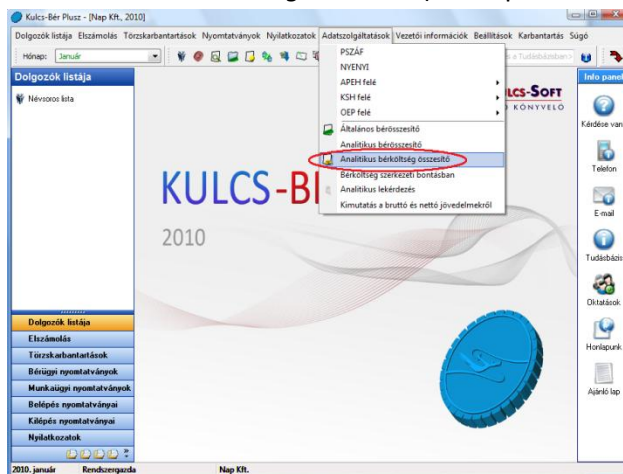 Kulcs-Bér Plusz - [Nap Kft., 2010]
Dolgozók listája Elszámolás Törzskarbantartások Nyomtatványok Nyilatkozatok Adatszolgáltatások Vezetői információk Beállítások Karbantartás Súgó
Hónap: Január
Dolgozók listája
Névsoros lista
PSZÁF
NYENYI
APEH felé
KSH felé
OEP felé
Általános bérösszesítő
Analitikus bérösszesítő
Analitikus bérköltség összesítő
Bérköltség szerkezeti bontásban
Analitikus lekérdezés
Kimutatás a bruttó és nettó jövedelmekről
LCS-SOFT
KÖNYVELŐ
KULCS-BÉ
2010
Info panel
Kérdése van
Telefon
E-mail
Tudásbázis
Oktatások
Honlapunk
Ajánló lap
Dolgozók listája
Elszámolás
Törzskarbantartások
Bérügyi nyomtatványok
Munkaügyi nyomtatványok
Belépés nyomtatványai
Kilépés nyomtatványai
Nyilatkozatok
2010. január Rendszergazda Nap Kft.